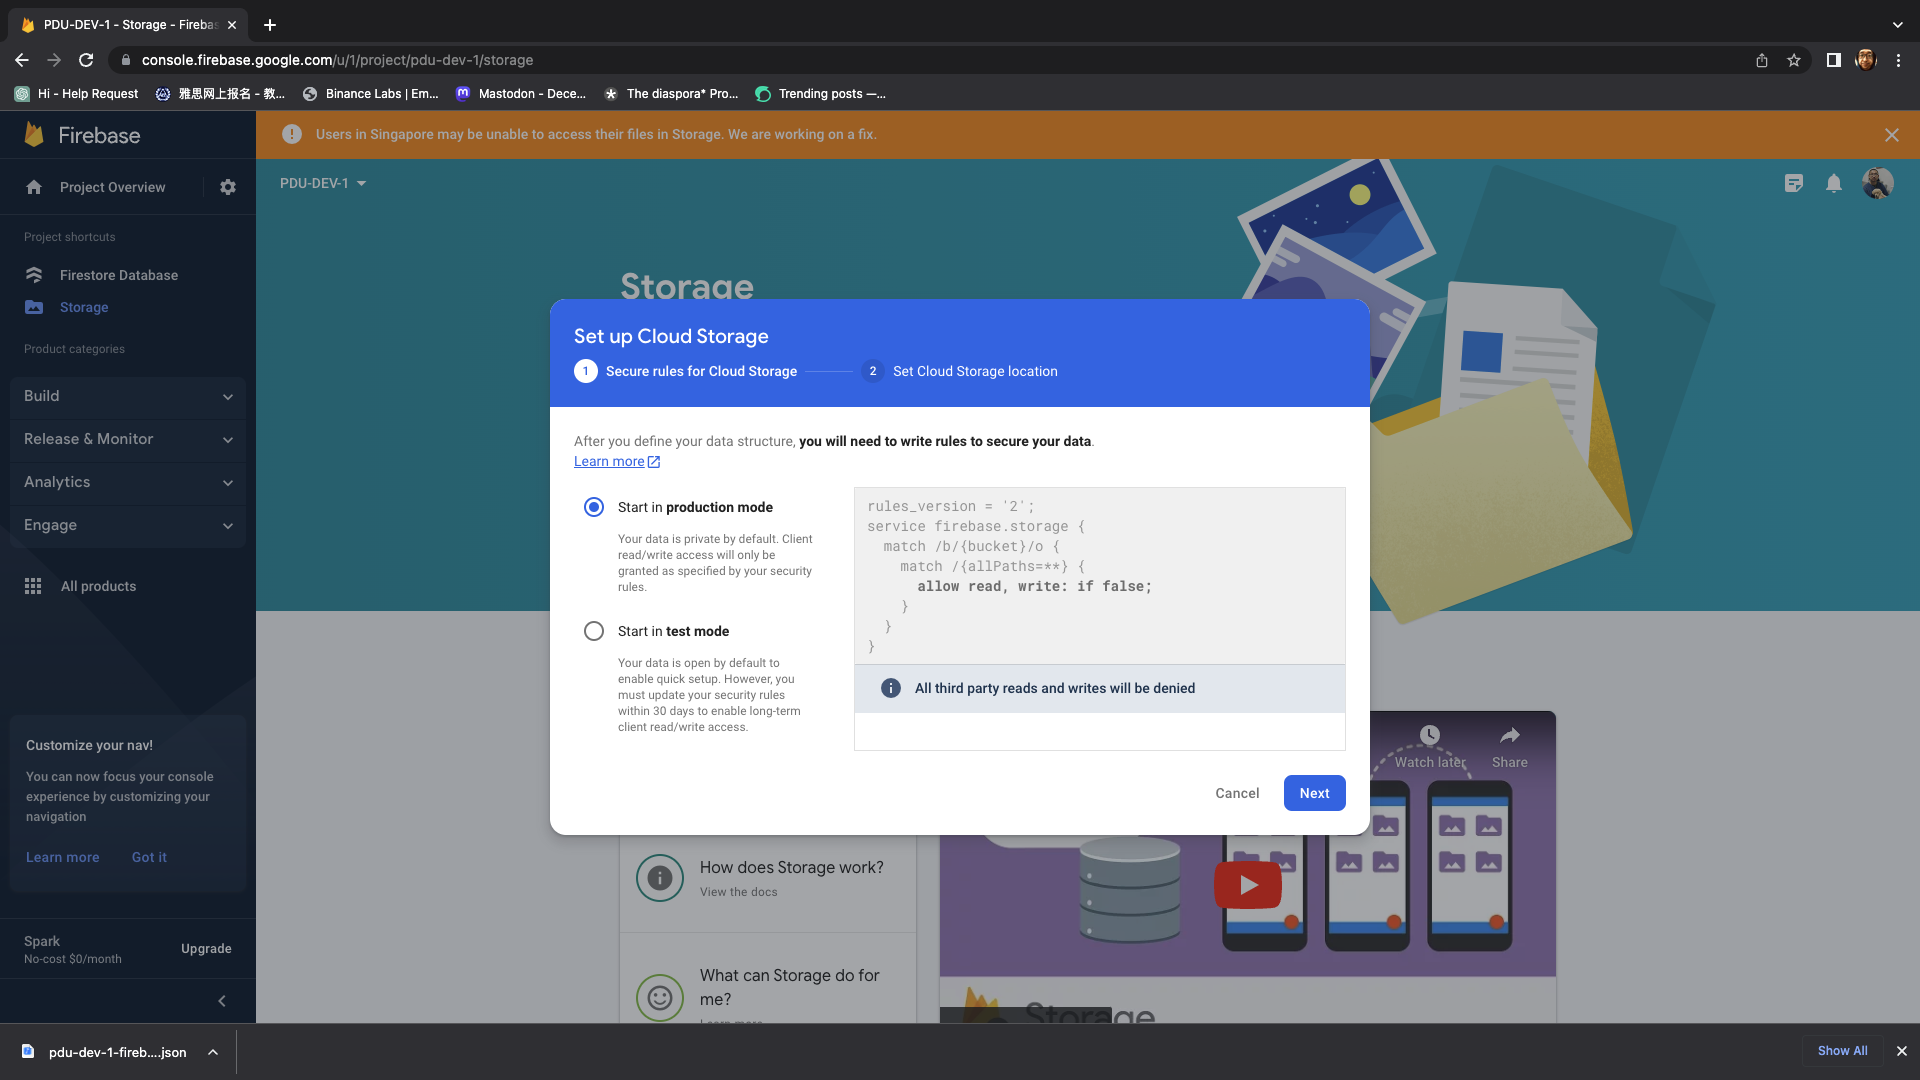 PDU-DEV-1 - Storage - Firebas
console.firebase.google.com/u/1/project/pdu-dev-1/storage
Hi - Help Request
雅思网上报名 - 教...
Binance Labs | Em...
Mastodon - Dece...
The diaspora* Pro...
Trending posts —...
Firebase
Users in Singapore may be unable to access their files in Storage. We are working on a fix.
Project Overview
PDU-DEV-1
Project shortcuts
Firestore Database
Storage
Product categories
Build
Release & Monitor
Analytics
Engage
All products
Customize your nav!
You can now focus your console
experience by customizing your
navigation
Learn more
Got it
Spark
No-cost $0/month
Upgrade
Storage
Set up Cloud Storage
1
Secure rules for Cloud Storage
2
Set Cloud Storage location
After you define your data structure, you will need to write rules to secure your data.
Learn more
Start in production mode
Your data is private by default. Client
read/write access will only be
granted as specified by your security
rules.
Start in test mode
Your data is open by default to
enable quick setup. However, you
must update your security rules
within 30 days to enable long-term
client read/write access.
rules_version = '2';
service firebase.storage {
match /b/{bucket}/o {
match /{allPaths=**} {
allow read, write: if false;
}
}
}
All third party reads and writes will be denied
Cancel
Next
Watch later
Share
How does Storage work?
View the docs
What can Storage do for
me?
Storage
pdu-dev-1-fireb....json
Show All